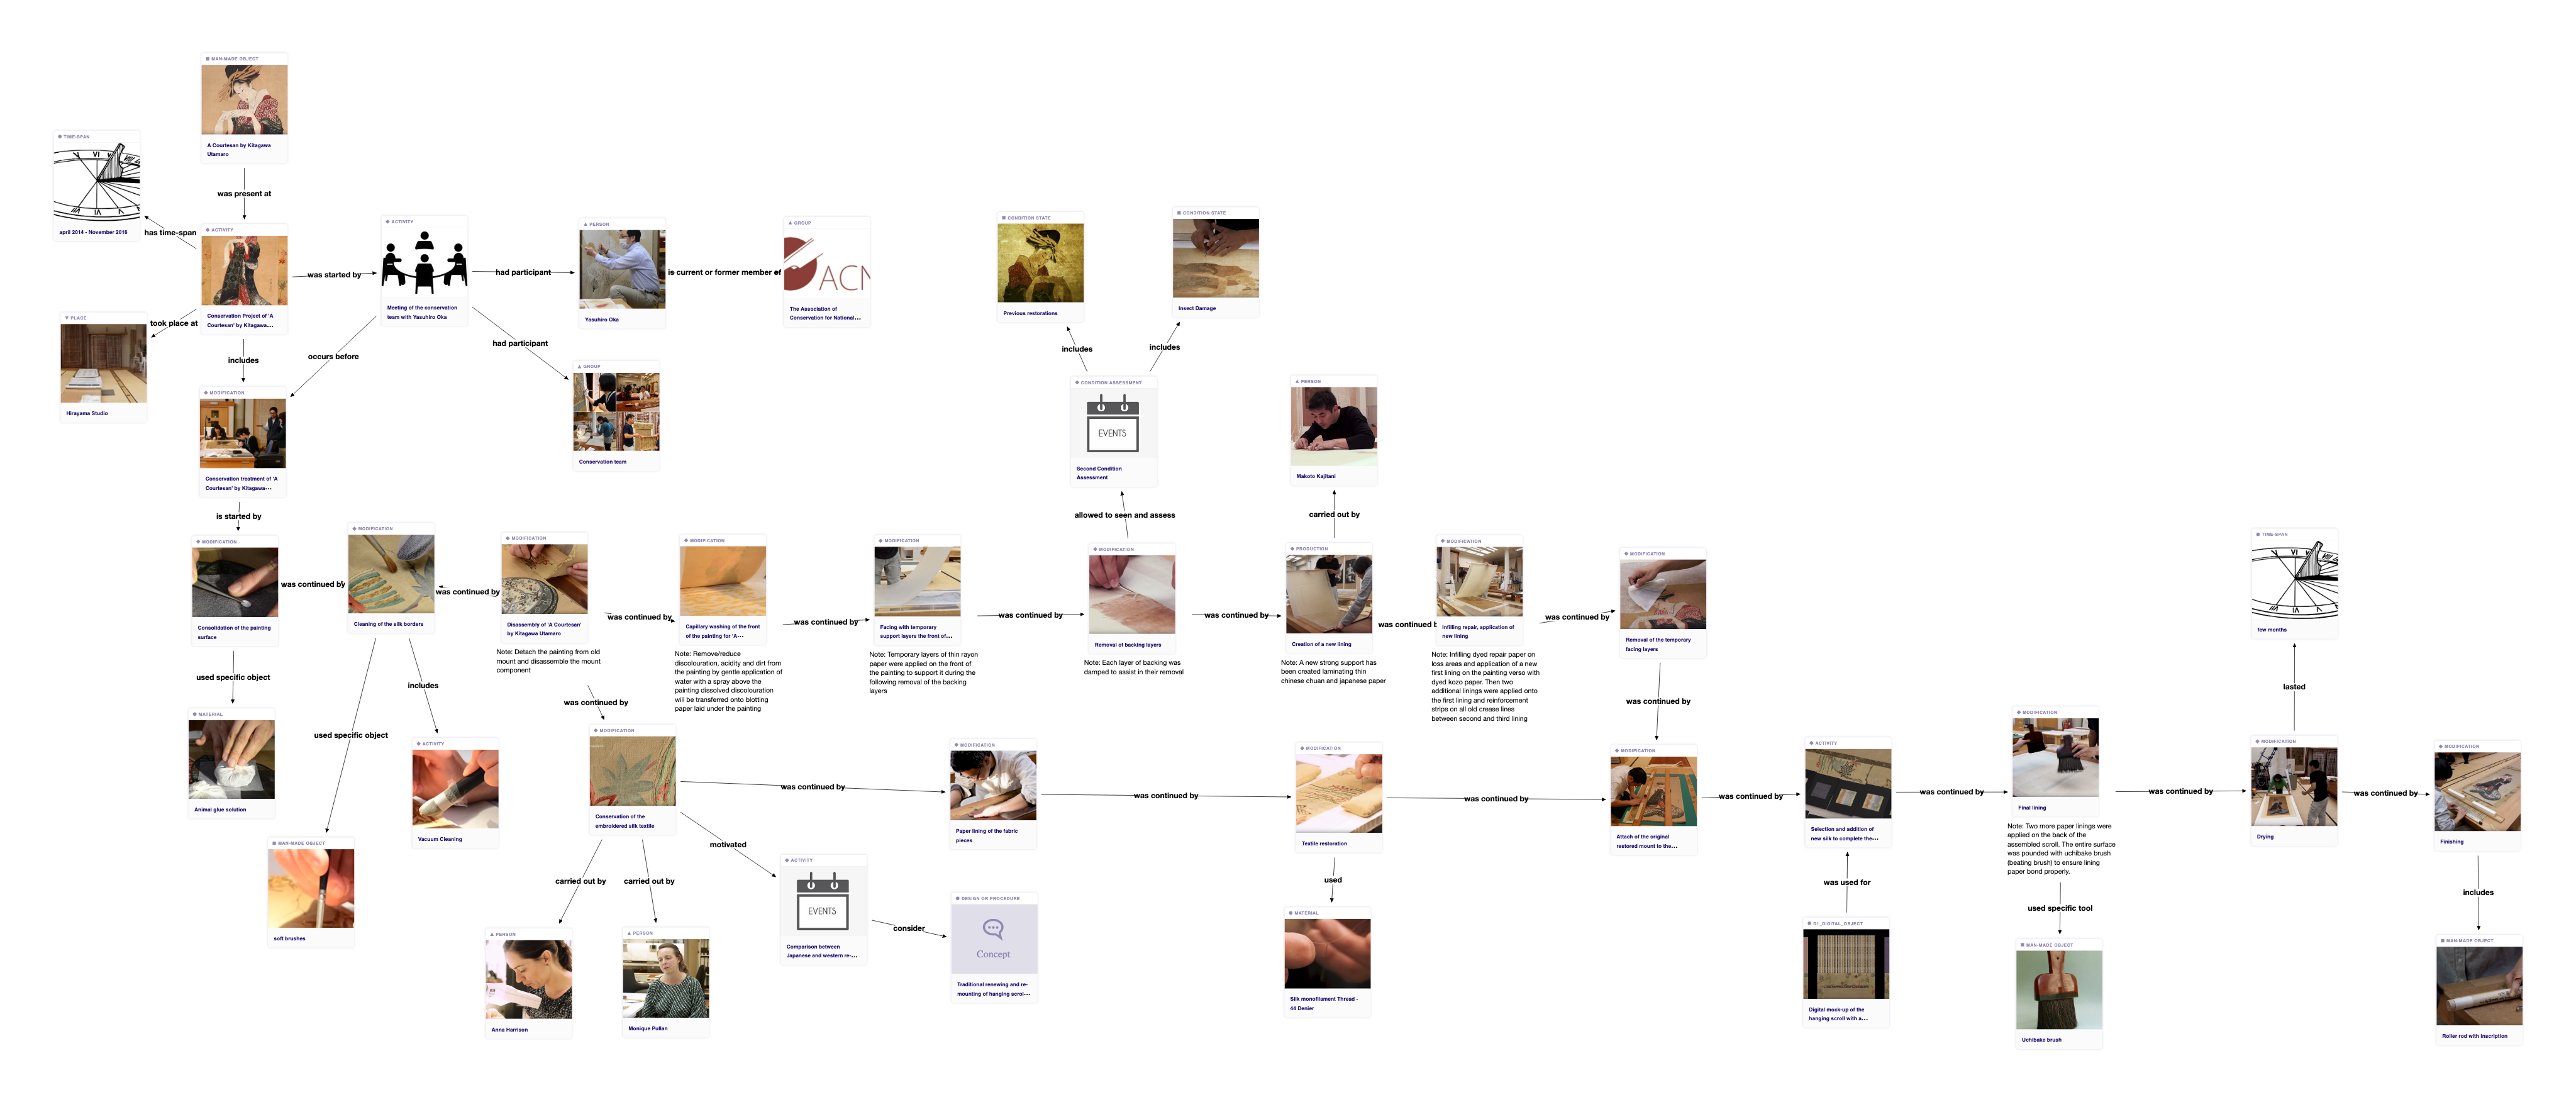 MAN-MADE OBJECT
A Courtesan by Kitagawa
Utamaro
TIME-SPAN
april 2014 - November 2016
was present at
has time-span
ACTIVITY
Conservation Project of 'A
Courtesan' by Kitagawa...
was started by
ACTIVITY
Meeting of the conservation
team with Yasuhiro Oka
had participant
PERSON
Yasuhiro Oka
is current or former member of
GROUP
ACN
The Association of
Conservation for National...
CONDITION STATE
Previous restorations
CONDITION STATE
Insect Damage
took place at
PLACE
Hirayama Studio
includes
occurs before
had participant
GROUP
Conservation team
includes
includes
CONDITION ASSESSMENT
EVENTS
Second Condition
Assessment
PERSON
Makoto Kajitani
MODIFICATION
Conservation trestment of 'A
Courtesan' by Kitagawa...
is started by
allowed to seen and assess
carried out by
MODIFICATION
Consolidation of the painting
surface
was continued by
MODIFICATION
Cleaning of the silk borders
was continued by
MODIFICATION
Disassembly of 'A Courtesan'
by Kitagawa Utamaro
Note: Detach the painting from old
mount and disassemble the mount
component
was continued by
MODIFICATION
Capillary washing of the front
of the painting for 'A...
Note: Remove/reduce
discolouration, acidity and dirt from
the painting by gentle application of
water with a spray above the
painting dissolved discolouration
will be transferred onto blotting
paper laid under the painting
was continued by
MODIFICATION
Facing with temporary
support layers the front of...
Note: Temporary layers of thin rayon
paper were applied on the front of
the painting to support it during the
following removal of the backing
layers
was continued by
MODIFICATION
Removal of backing layers
Note: Each layer of backing was
damped to assist in their removal
was continued by
PRODUCTION
Creation of a new lining
Note: A new strong support has
been created laminating thin
chinese chuan and japanese paper
was continued b
MODIFICATION
Infilling repair, application of
new lining
Note: Infilling dyed repair paper on
loss areas and application of a new
first lining on the painting verso with
dyed kozo paper. Then two
additional linings were applied onto
the first lining and reinforcement
strips on all old crease lines
between second and third lining
was continued by
MODIFICATION
Removal of the temporary
facing layers
TIME-SPAN
few months
used specific object
MATERIAL
Animal glue solution
used specific object
MAN-MADE OBJECT
soft brushes
includes
ACTIVITY
Vacuum Cleaning
was continued by
MODIFICATION
Conservation of the
embroidered silk textile
was continued by
MODIFICATION
Paper lining of the fabric
pieces
was continued by
MODIFICATION
Textile restoration
was continued by
was continued by
MODIFICATION
Attach of the original
restored mount to the...
was continued by
ACTIVITY
Selection and addition of
new silk to complete the...
was continued by
MODIFICATION
Final lining
Note: Two more paper linings were
applied on the back of the
assembled scroll. The entire surface
was pounded with uchibake brush
(beating brush) to ensure lining
paper bond properly.
was continued by
lasted
MODIFICATION
Drying
was continued by
MODIFICATION
Finishing
carried out by
carried out by
motivated
PERSON
Anna Harrison
PERSON
Monique Pullan
ACTIVITY
EVENTS
Comparison between
Japanese and western re-...
consider
DESIGN OR PROCEDURE
Concept
Traditional renewing and re-
mounting of hanging scrol...
used
MATERIAL
Silk monofilament Thread -
44 Denier
was used for
D1_DIGITAL_OBJECT
Digital mock-up of the
hanging scroll with a...
used specific tool
MAN-MADE OBJECT
Uchibake brush
includes
MAN-MADE OBJECT
Roller rod with inscription